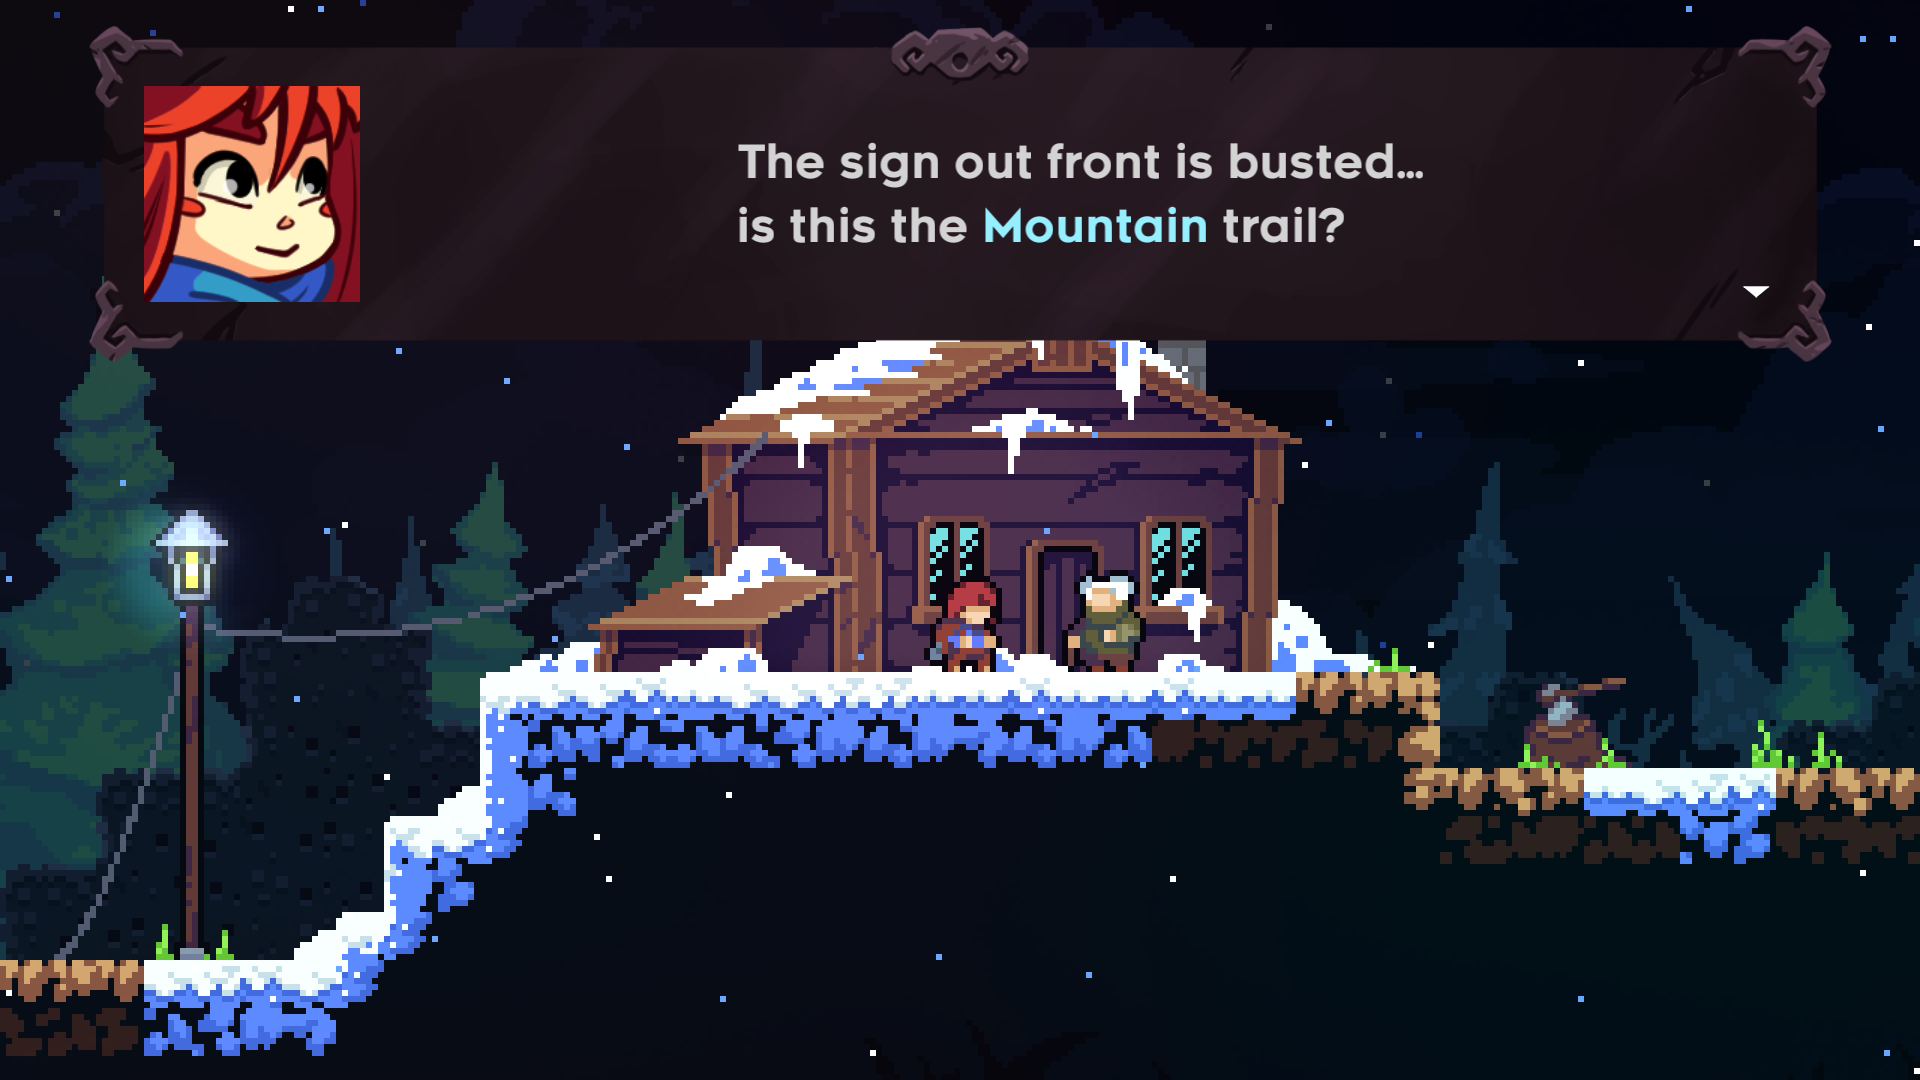 The sign out front is busted...
is this the Mountain trail?